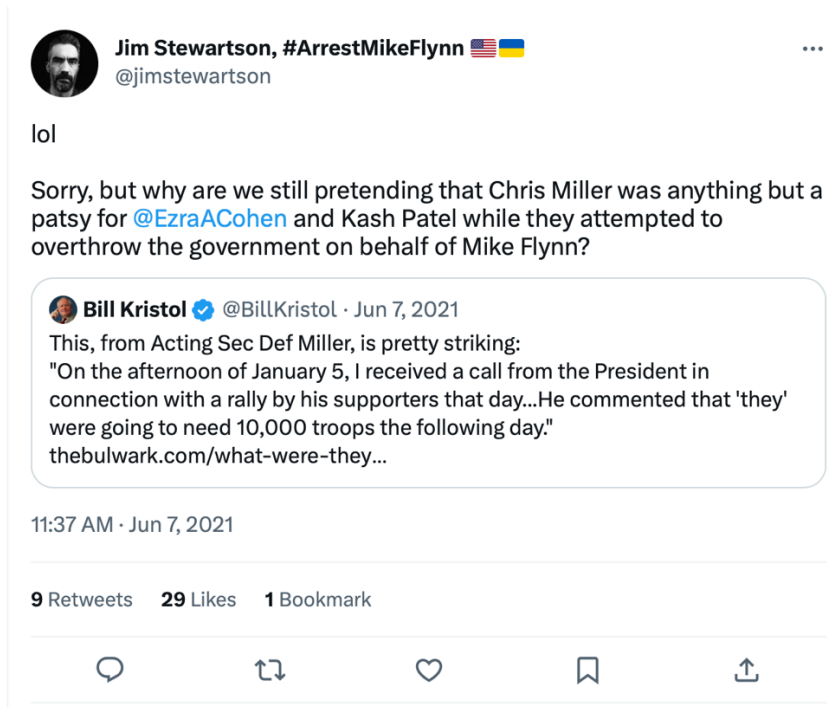 Jim Stewartson, #ArrestMikeFlynn 🇺🇸🇺🇦
@jimstewartson
lol
Sorry, but why are we still pretending that Chris Miller was anything but a
patsy for @EzraACohen and Kash Patel while they attempted to
overthrow the government on behalf of Mike Flynn?
Bill Kristol @BillKristol · Jun 7, 2021
This, from Acting Sec Def Miller, is pretty striking:
"On the afternoon of January 5, I received a call from the President in
connection with a rally by his supporters that day...He commented that 'they'
were going to need 10,000 troops the following day."
thebulwark.com/what-were-they...
11:37 AM · Jun 7, 2021
9 Retweets 29 Likes 1 Bookmark